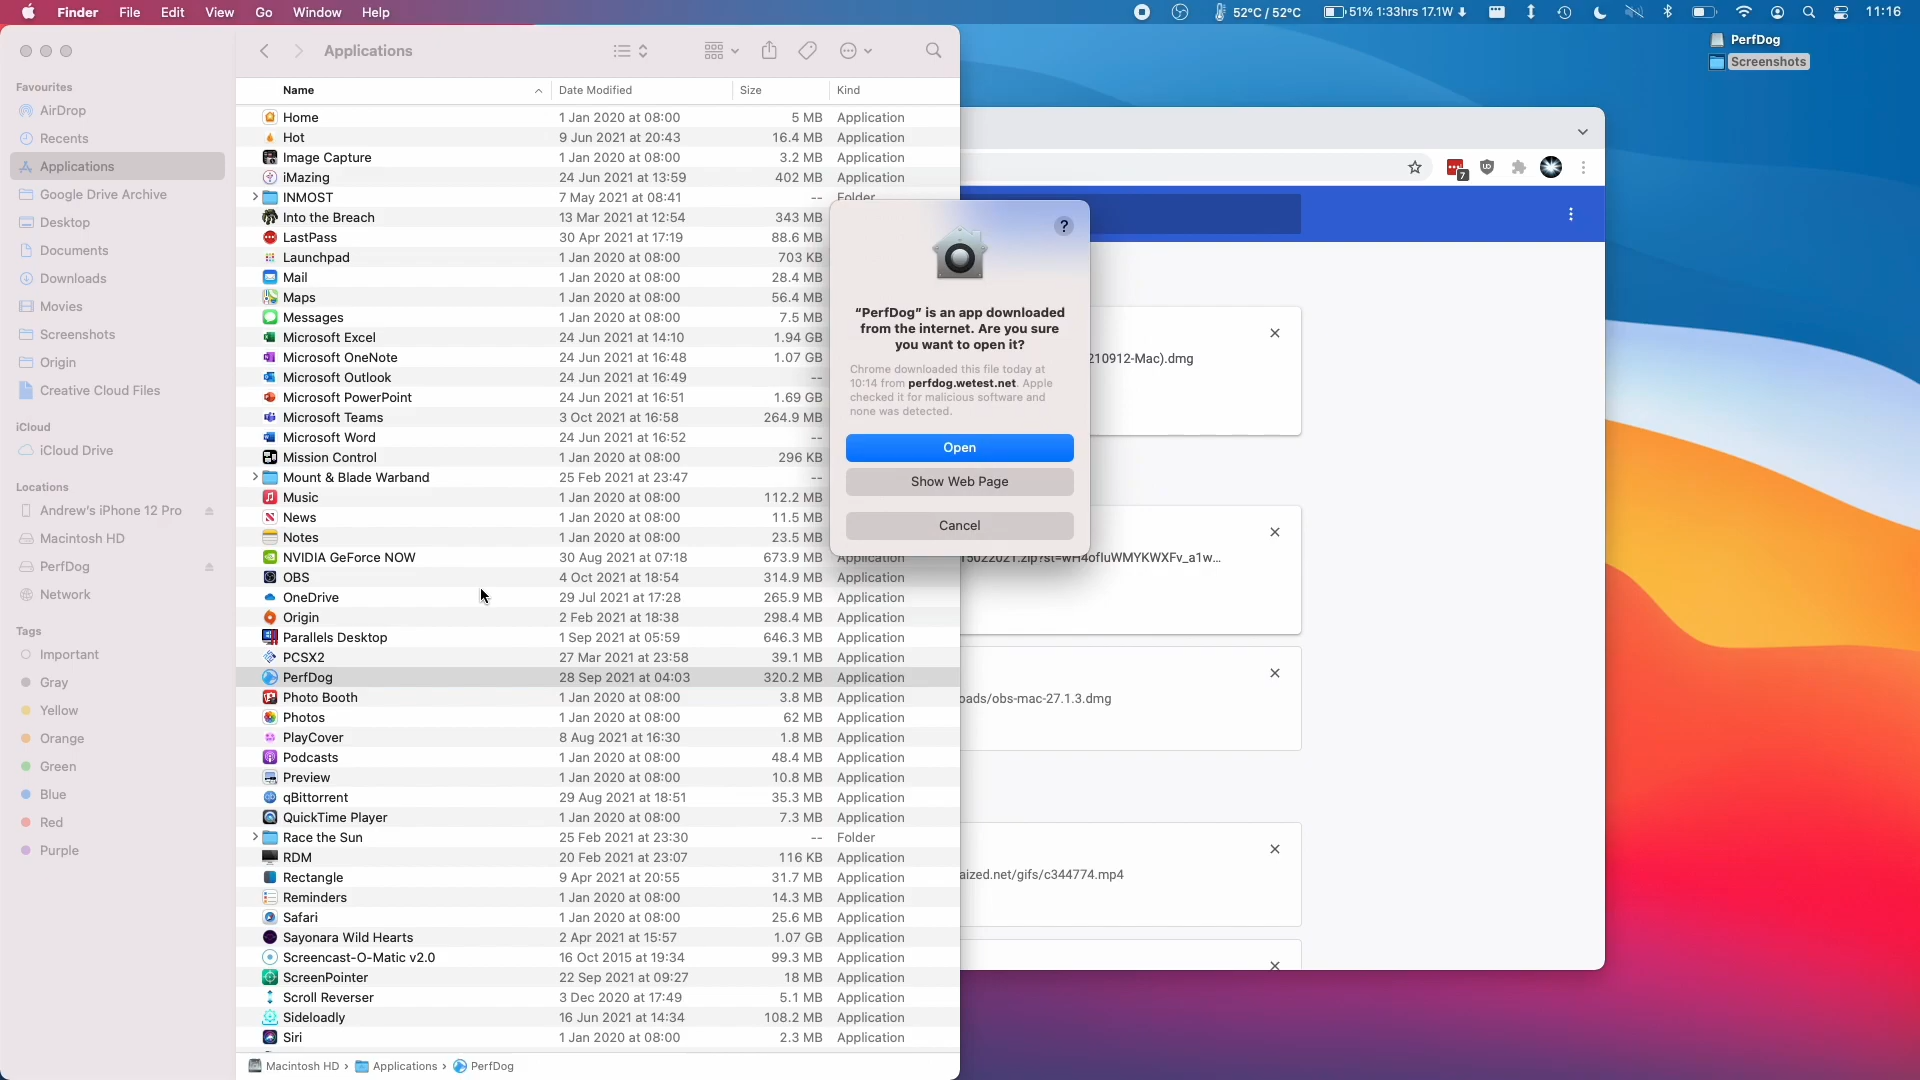 Finder File Edit View Go Window Help
52°C / 52°C 51% 1:33hrs 17.1W 11:16
PerfDog
Screenshots
Applications
Favourites
AirDrop
Recents
Applications
Google Drive Archive
Desktop
Documents
Downloads
Movies
Screenshots
Origin
Creative Cloud Files
iCloud
iCloud Drive
Locations
Andrew's iPhone 12 Pro
Macintosh HD
PerfDog
Network
Tags
Important
Gray
Yellow
Orange
Green
Blue
Red
Purple
Name Date Modified Size Kind
Home 1 Jan 2020 at 08:00 5 MB Application
Hot 9 Jun 2021 at 20:43 16.4 MB Application
Image Capture 1 Jan 2020 at 08:00 3.2 MB Application
iMazing 24 Jun 2021 at 13:59 402 MB Application
INMOST 7 May 2021 at 08:41 -- Folder
Into the Breach 13 Mar 2021 at 12:54 343 MB
LastPass 30 Apr 2021 at 17:19 88.6 MB
Launchpad 1 Jan 2020 at 08:00 703 KB
Mail 1 Jan 2020 at 08:00 28.4 MB
Maps 1 Jan 2020 at 08:00 56.4 MB
Messages 1 Jan 2020 at 08:00 7.5 MB
Microsoft Excel 24 Jun 2021 at 14:10 1.94 GB
Microsoft OneNote 24 Jun 2021 at 16:48 1.07 GB
Microsoft Outlook 24 Jun 2021 at 16:49 --
Microsoft PowerPoint 24 Jun 2021 at 16:51 1.69 GB
Microsoft Teams 3 Oct 2021 at 16:58 264.9 MB
Microsoft Word 24 Jun 2021 at 16:52 --
Mission Control 1 Jan 2020 at 08:00 296 KB
Mount & Blade Warband 25 Feb 2021 at 23:47 --
Music 1 Jan 2020 at 08:00 112.2 MB
News 1 Jan 2020 at 08:00 11.5 MB
Notes 1 Jan 2020 at 08:00 23.5 MB
NVIDIA GeForce NOW 30 Aug 2021 at 07:18 673.9 MB Application
OBS 4 Oct 2021 at 18:54 314.9 MB Application
OneDrive 29 Jul 2021 at 17:28 265.9 MB Application
Origin 2 Feb 2021 at 18:38 298.4 MB Application
Parallels Desktop 1 Sep 2021 at 05:59 646.3 MB Application
PCSX2 27 Mar 2021 at 23:58 39.1 MB Application
PerfDog 28 Sep 2021 at 04:03 320.2 MB Application
Photo Booth 1 Jan 2020 at 08:00 3.8 MB Application
Photos 1 Jan 2020 at 08:00 62 MB Application
PlayCover 8 Aug 2021 at 16:30 1.8 MB Application
Podcasts 1 Jan 2020 at 08:00 48.4 MB Application
Preview 1 Jan 2020 at 08:00 10.8 MB Application
qBittorrent 29 Aug 2021 at 18:51 35.3 MB Application
QuickTime Player 1 Jan 2020 at 08:00 7.3 MB Application
Race the Sun 25 Feb 2021 at 23:30 -- Folder
RDM 20 Feb 2021 at 23:07 116 KB Application
Rectangle 9 Apr 2021 at 20:55 31.7 MB Application
Reminders 1 Jan 2020 at 08:00 14.3 MB Application
Safari 1 Jan 2020 at 08:00 25.6 MB Application
Sayonara Wild Hearts 2 Apr 2021 at 15:57 1.07 GB Application
Screencast-O-Matic v2.0 16 Oct 2015 at 19:34 99.3 MB Application
ScreenPointer 22 Sep 2021 at 09:27 18 MB Application
Scroll Reverser 3 Dec 2020 at 17:49 5.1 MB Application
Sideloadly 16 Jun 2021 at 14:34 108.2 MB Application
Siri 1 Jan 2020 at 08:00 2.3 MB Application
Macintosh HD › Applications › PerfDog
?
“PerfDog” is an app downloaded
from the internet. Are you sure
you want to open it?
Chrome downloaded this file today at
10:14 from perfdog.wetest.net. Apple
checked it for malicious software and
none was detected.
Open
Show Web Page
Cancel
7
210912-Mac).dmg
15022021.zip?st=wH4ofluWMYKWXFv_a1w...
oads/obs-mac-27.1.3.dmg
aized.net/gifs/c344774.mp4